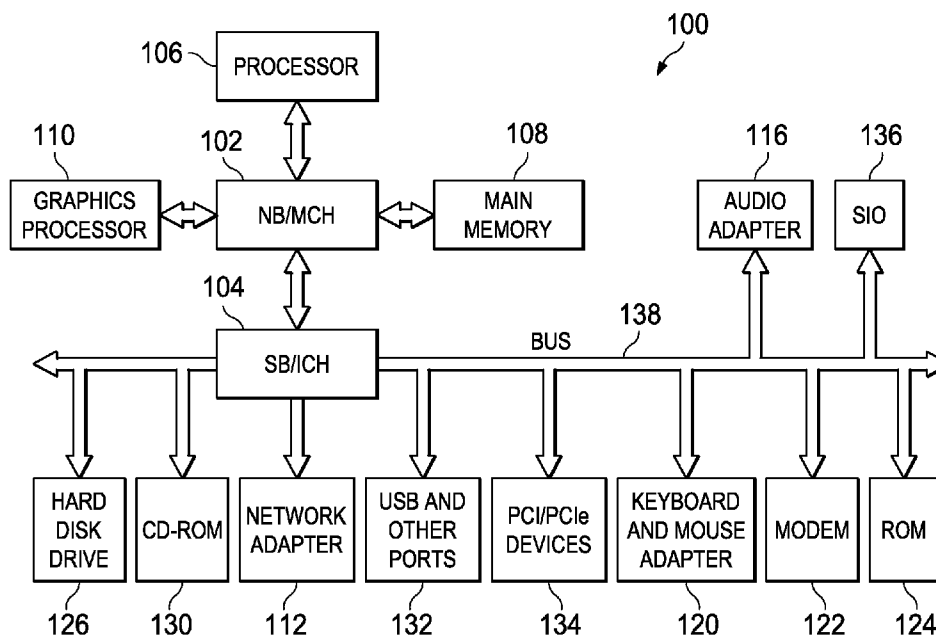 100
106
PROCESSOR
110
102
108
116
136
GRAPHICS
PROCESSOR
NB/MCH
MAIN
MEMORY
AUDIO
ADAPTER
SIO
104
138
BUS
SB/ICH
HARD
DISK
DRIVE
CD-ROM
NETWORK
ADAPTER
USB AND
OTHER
PORTS
PCI/PCIe
DEVICES
KEYBOARD
AND MOUSE
ADAPTER
MODEM
ROM
126
130
112
132
134
120
122
124